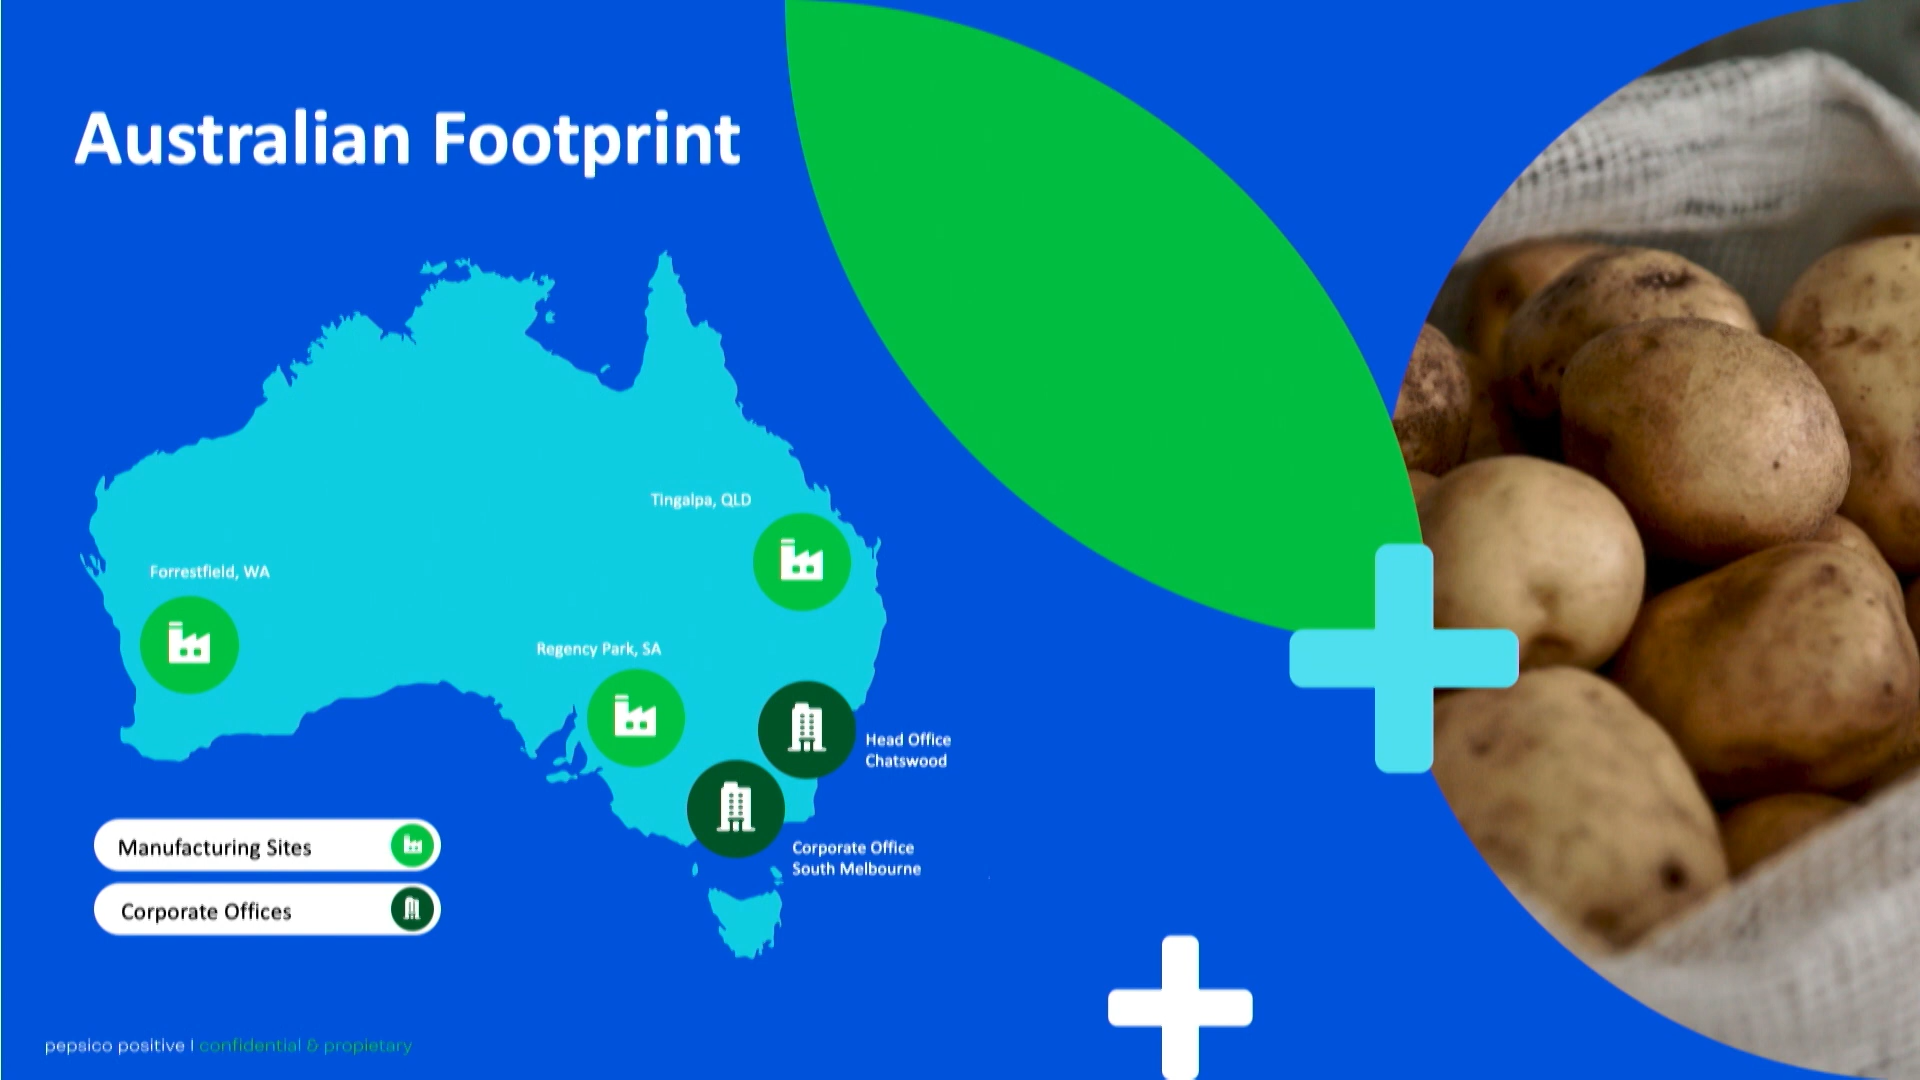 Australian Footprint
Tingalpa, QLD
Forrestfield, WA
Regency Park, SA
Head Office
Chatswood
Corporate Office
South Melbourne
Manufacturing Sites
Corporate Offices
pepsico positive | confidential & propietary